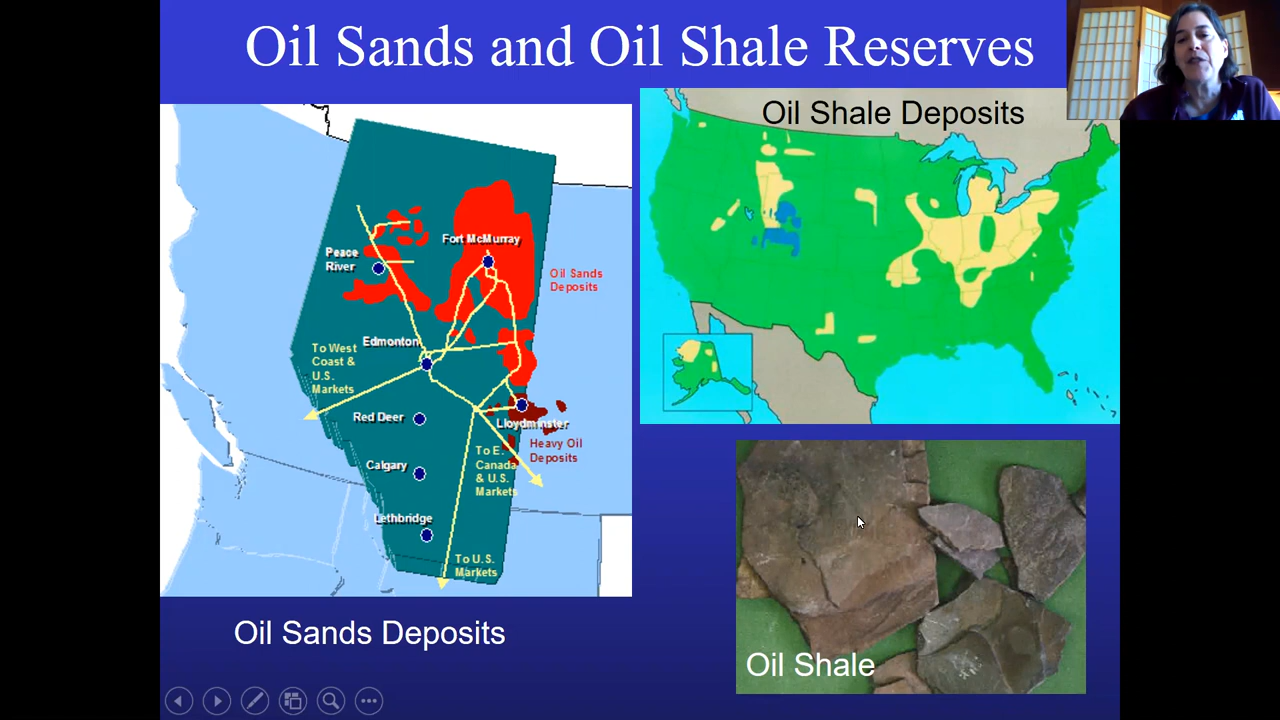 Oil Sands and Oil Shale Reserves
Peace
River
Fort McMurray
Oil Sands
Deposits
Edmonton
To West
Coast &
U.S.
Markets
Red Deer
Lloydminster
Heavy Oil
Deposits
To E.
Canada
& U.S.
Markets
Calgary
Lethbridge
To U.S.
Markets
Oil Sands Deposits
Oil Shale Deposits
Oil Shale